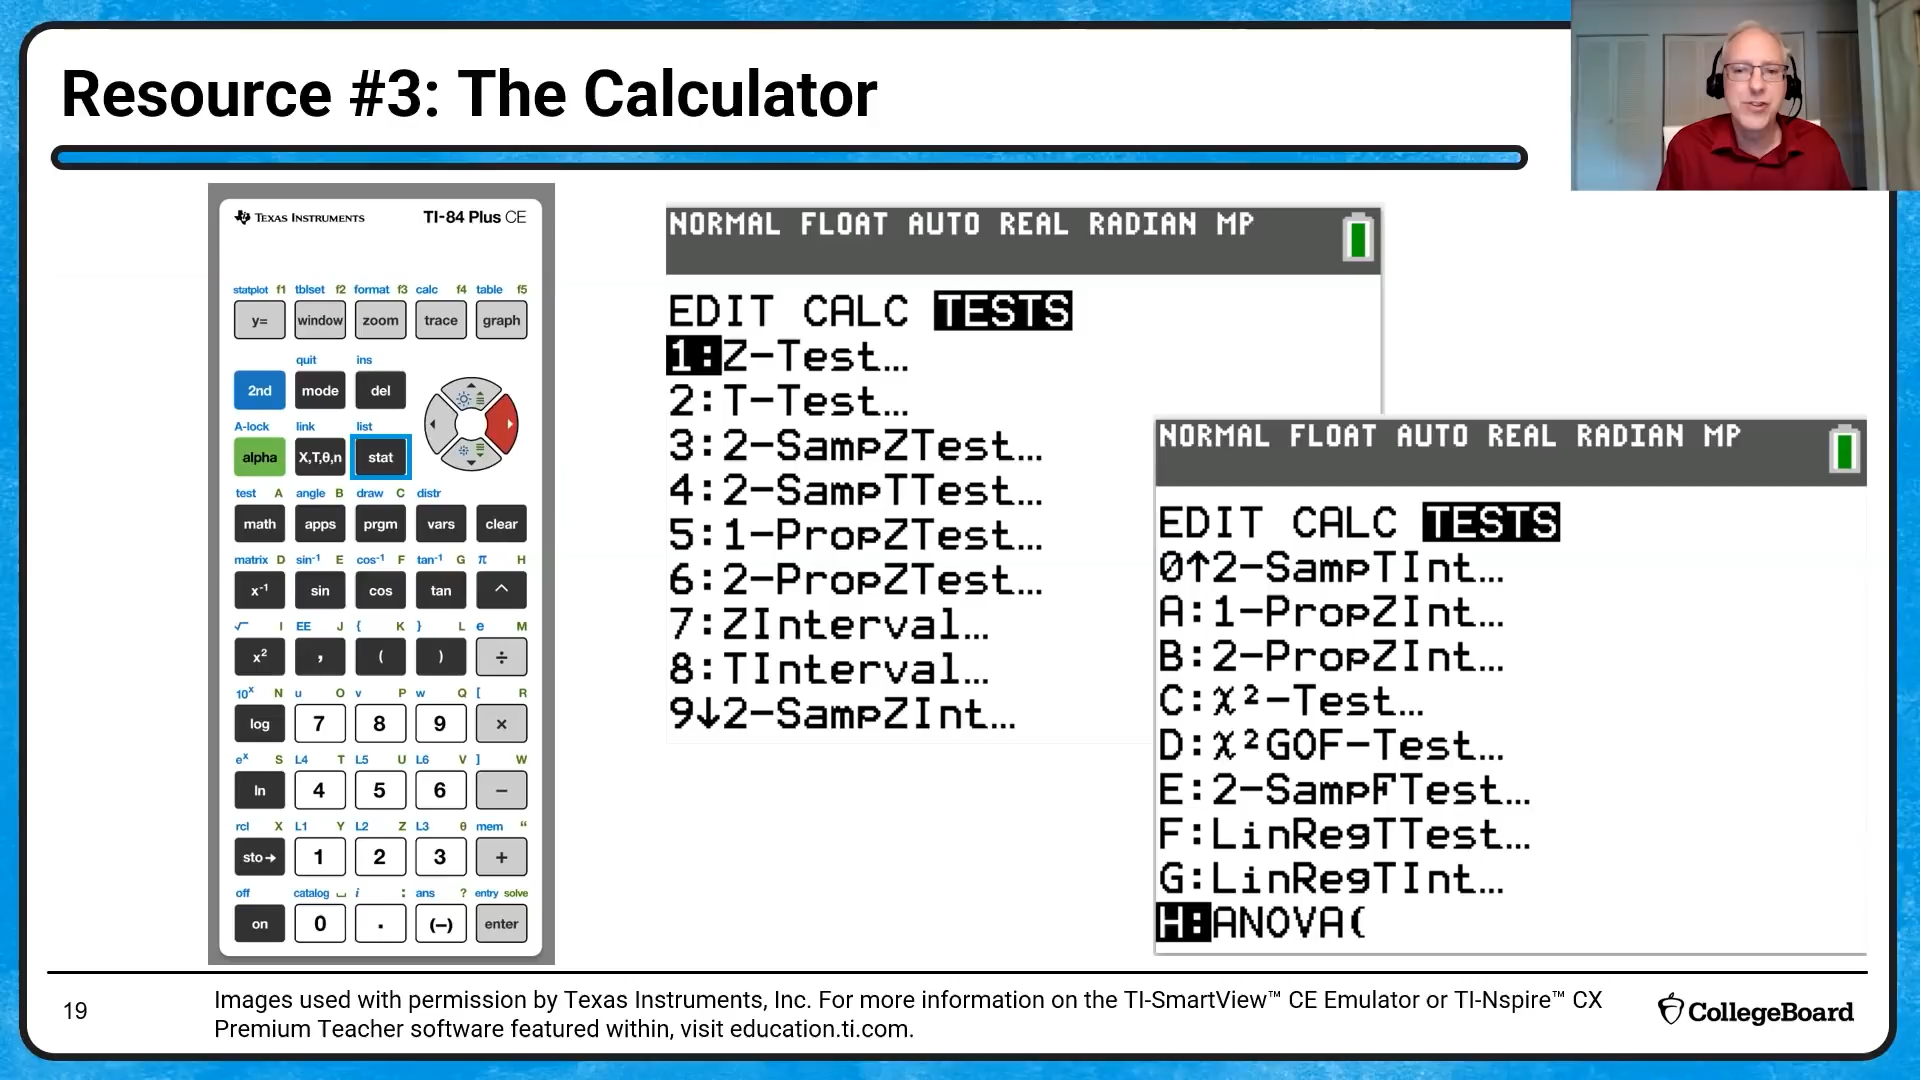 Resource #3: The Calculator
TEXAS INSTRUMENTS TI-84 Plus CE
statplot f1 tblset f2 format f3 calc f4 table f5
y= window zoom trace graph
quit ins
2nd mode del
A-lock link list
alpha X,T,θ,n stat
test A angle B draw C distr
math apps prgm vars clear
matrix D sin⁻¹ E cos⁻¹ F tan⁻¹ G π H
x⁻¹ sin cos tan ^
√ I EE J { K } L e M
x² , ( ) ÷
10ˣ N u O v P w Q [ R
log 7 8 9 ×
eˣ S L4 T L5 U L6 V ] W
ln 4 5 6 −
rcl X L1 Y L2 Z L3 θ mem “
sto→ 1 2 3 +
off catalog ⎵ i : ans ? entry solve
on 0 . (−) enter
NORMAL FLOAT AUTO REAL RADIAN MP
EDIT CALC TESTS
1:Z-Test…
2:T-Test…
3:2-SampZTest…
4:2-SampTTest…
5:1-PropZTest…
6:2-PropZTest…
7:ZInterval…
8:TInterval…
9↓2-SampZInt…
NORMAL FLOAT AUTO REAL RADIAN MP
EDIT CALC TESTS
0↑2-SampTInt…
A:1-PropZInt…
B:2-PropZInt…
C:χ²-Test…
D:χ²GOF-Test…
E:2-SampFTest…
F:LinRegTTest…
G:LinRegTInt…
H:ANOVA(
19
Images used with permission by Texas Instruments, Inc. For more information on the TI-SmartView™ CE Emulator or TI-Nspire™ CX
Premium Teacher software featured within, visit education.ti.com.
CollegeBoard